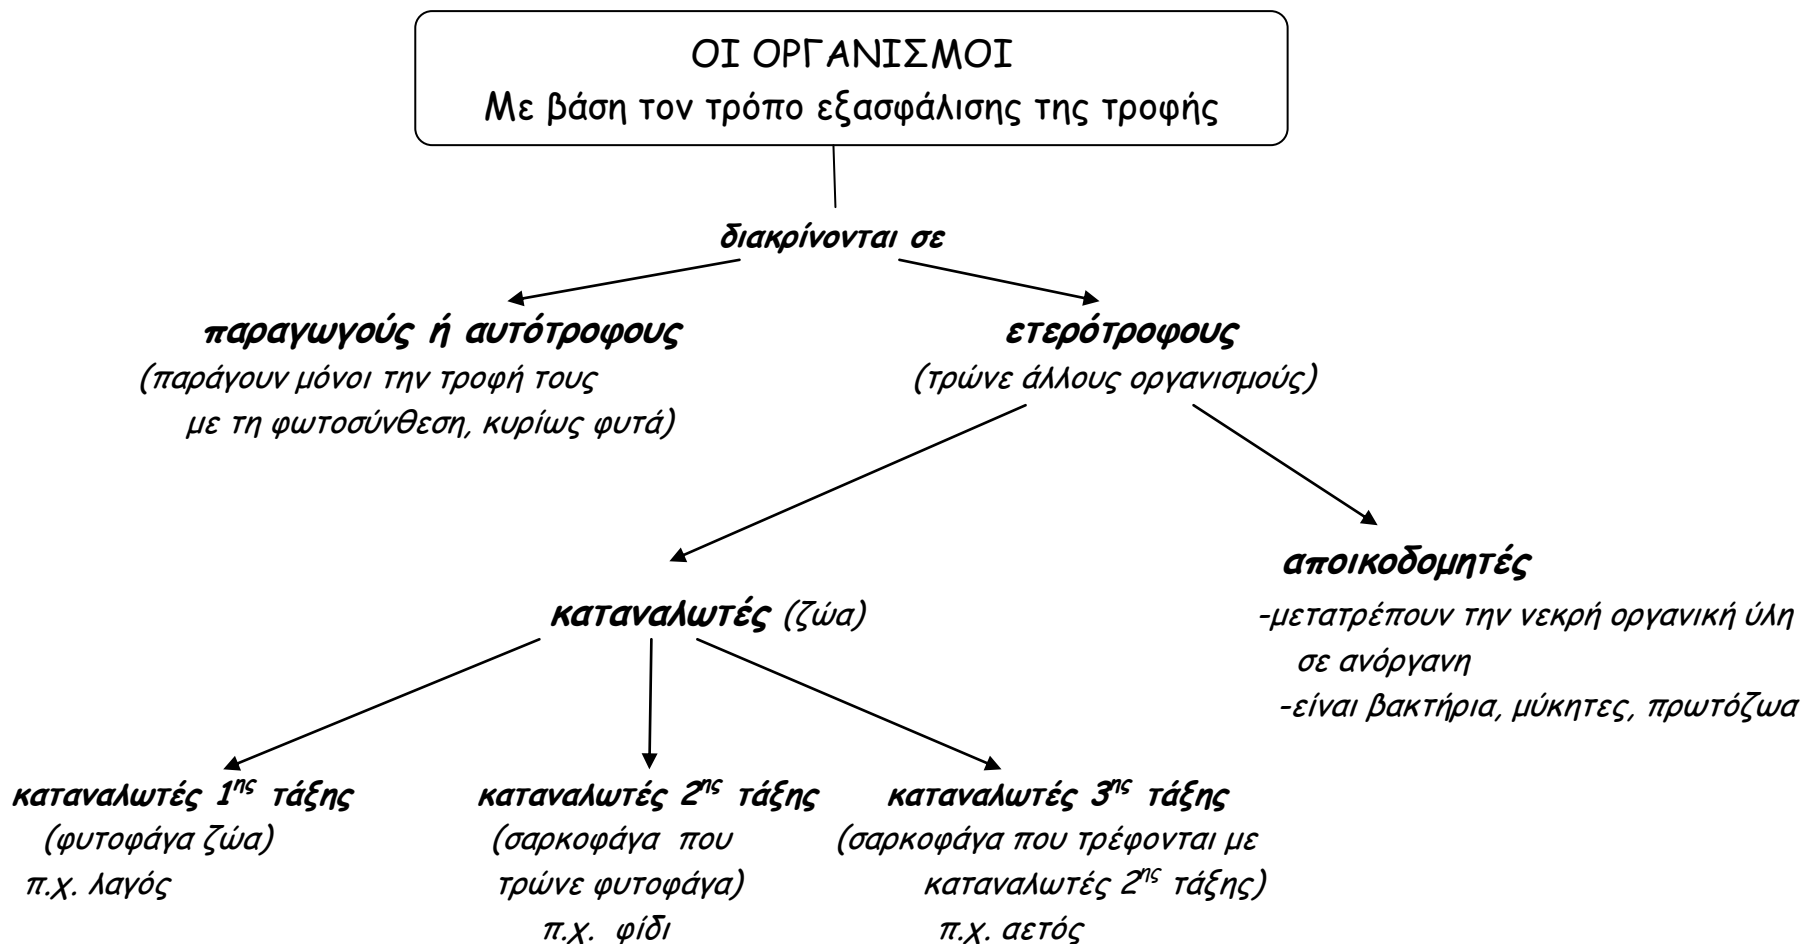 ΟΙ ΟΡΓΑΝΙΣΜΟΙ
Με βάση τον τρόπο εξασφάλισης της τροφής
διακρίνονται σε
παραγωγούς ή αυτότροφους
(παράγουν μόνοι την τροφή τους
με τη φωτοσύνθεση, κυρίως φυτά)
ετερότροφους
(τρώνε άλλους οργανισμούς)
καταναλωτές (ζώα)
αποικοδομητές
-μετατρέπουν την νεκρή οργανική ύλη
σε ανόργανη
-είναι βακτήρια, μύκητες, πρωτόζωα
καταναλωτές 1ης τάξης
(φυτοφάγα ζώα)
π.χ. λαγός
καταναλωτές 2ης τάξης
(σαρκοφάγα που
τρώνε φυτοφάγα)
π.χ. φίδι
καταναλωτές 3ης τάξης
(σαρκοφάγα που τρέφονται με
καταναλωτές 2ης τάξης)
π.χ. αετός